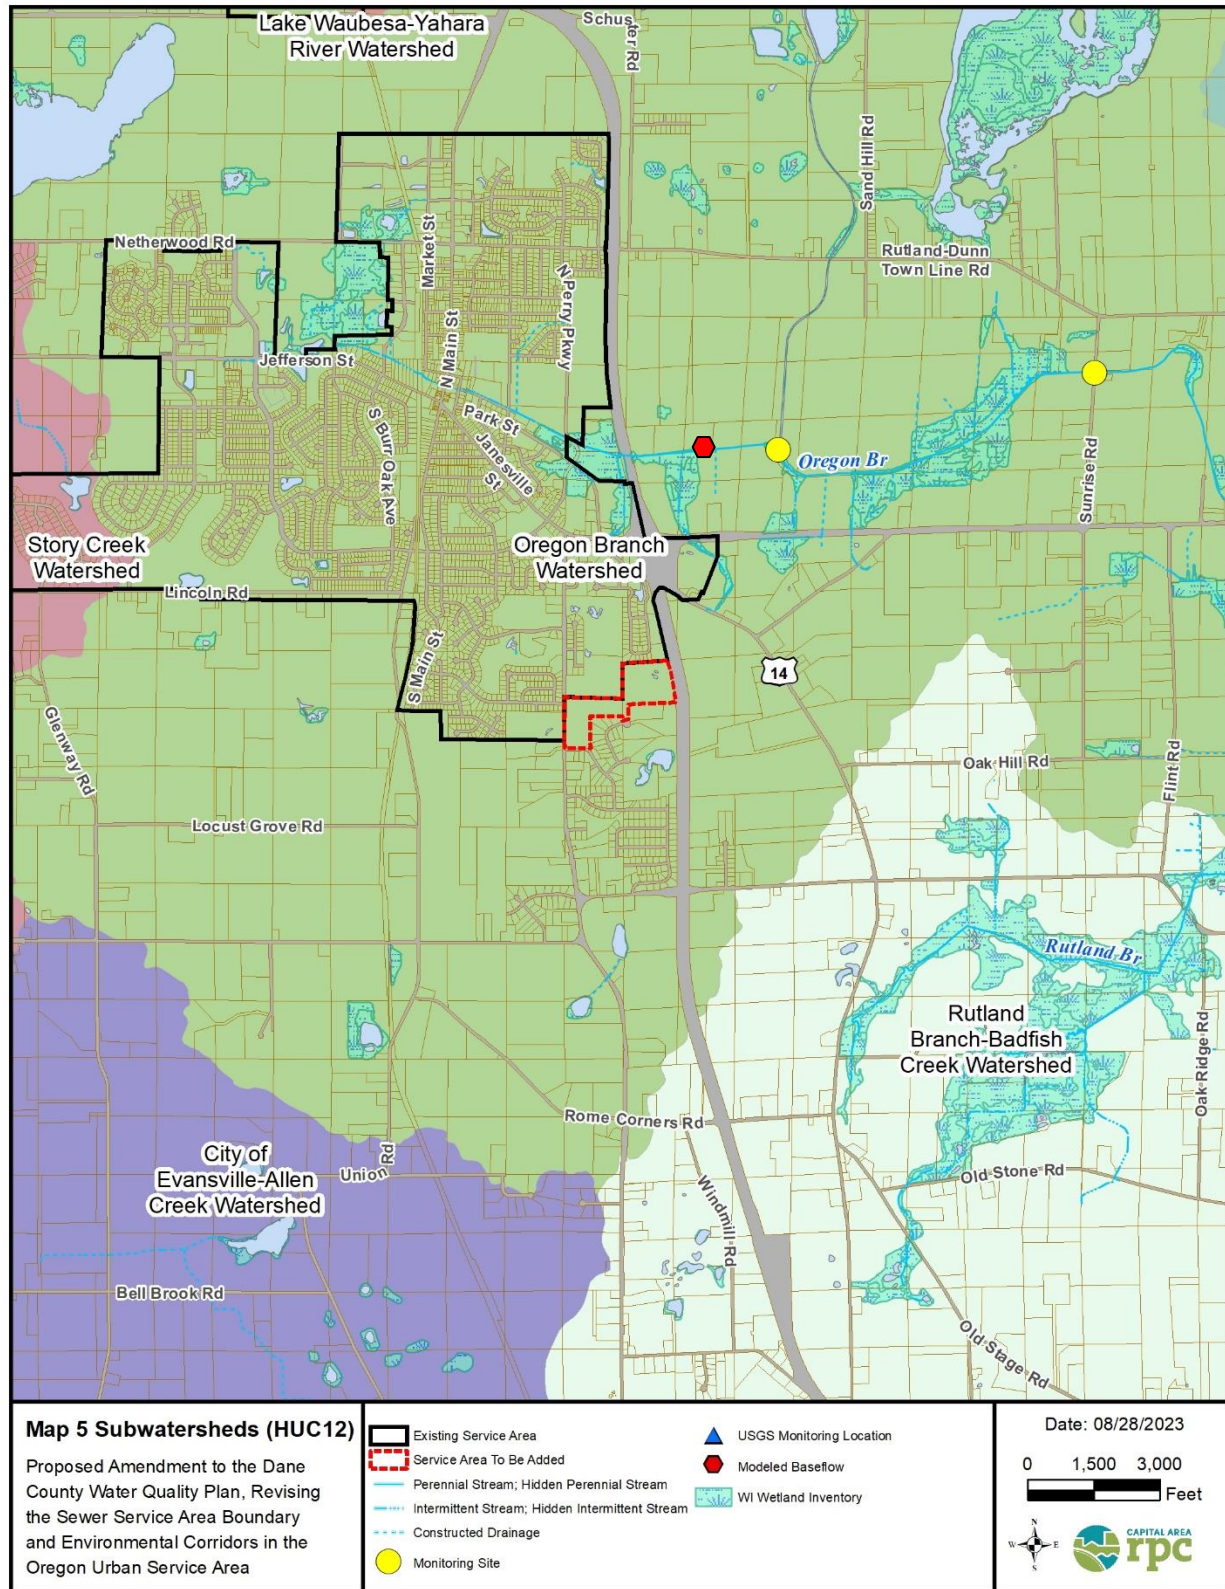 Lake Waubesa-Yahara
River Watershed
Schuster Rd
Sand Hill Rd
Netherwood Rd
Market St
Rutland-Dunn
Town Line Rd
N Perry Pkwy
Jefferson St
N Main St
Park St
S Burr Oak Ave
Janesville St
Oregon Br
Sunrise Rd
Story Creek
Watershed
Oregon Branch
Watershed
Lincoln Rd
S Main St
14
Glenway Rd
Oak Hill Rd
Flint Rd
Locust Grove Rd
Rutland Br
Rutland
Branch-Badfish
Creek Watershed
Oak Ridge Rd
Rome Corners Rd
City of
Evansville-Allen
Creek Watershed
Union Rd
Old Stone Rd
Windmill Rd
Bell Brook Rd
Old Stage Rd
Map 5 Subwatersheds (HUC12)
Proposed Amendment to the Dane
County Water Quality Plan, Revising
the Sewer Service Area Boundary
and Environmental Corridors in the
Oregon Urban Service Area
Existing Service Area
Service Area To Be Added
Perennial Stream; Hidden Perennial Stream
Intermittent Stream; Hidden Intermittent Stream
Constructed Drainage
Monitoring Site
USGS Monitoring Location
Modeled Baseflow
WI Wetland Inventory
Date: 08/28/2023
0 1,500 3,000
Feet
N
W E
S
CAPITAL AREA
rpc